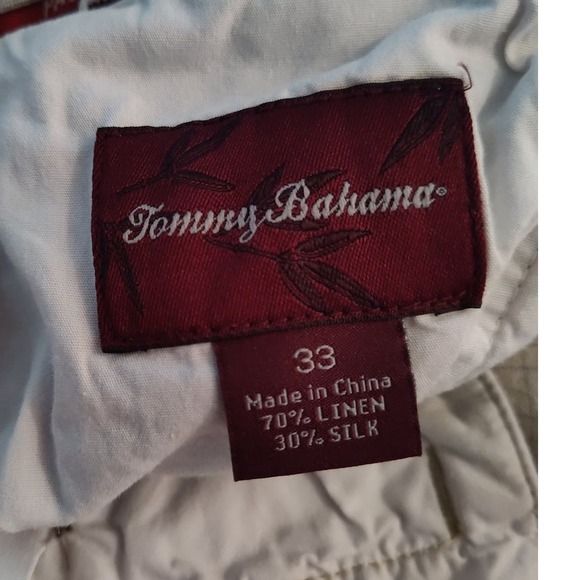 Tommy Bahama®
33
Made in China
70% LINEN
30% SILK